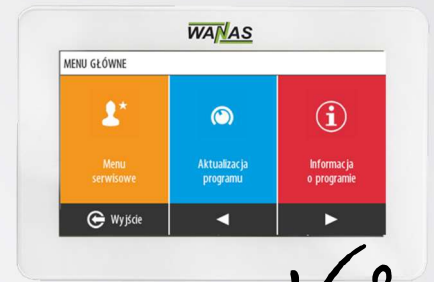 WANAS
MENU GŁÓWNE
Menu
serwisowe
Aktualizacja
programu
Informacja
o programie
Wyjście